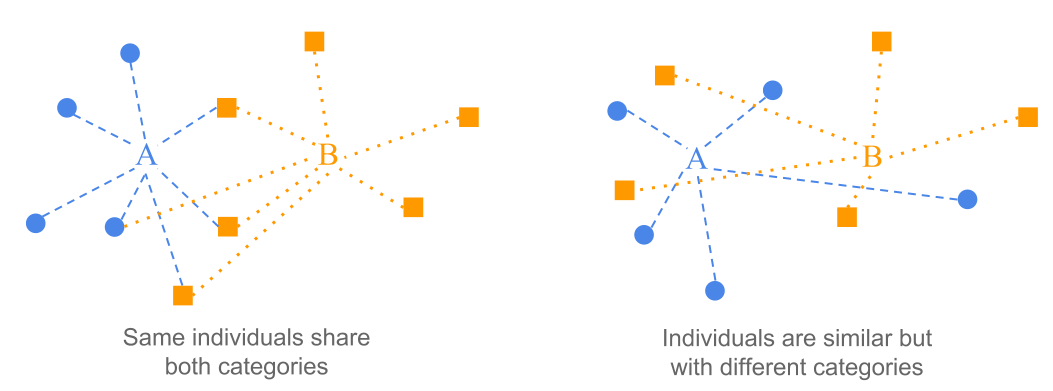 A
B
Same individuals share
both categories
A
B
Individuals are similar but
with different categories